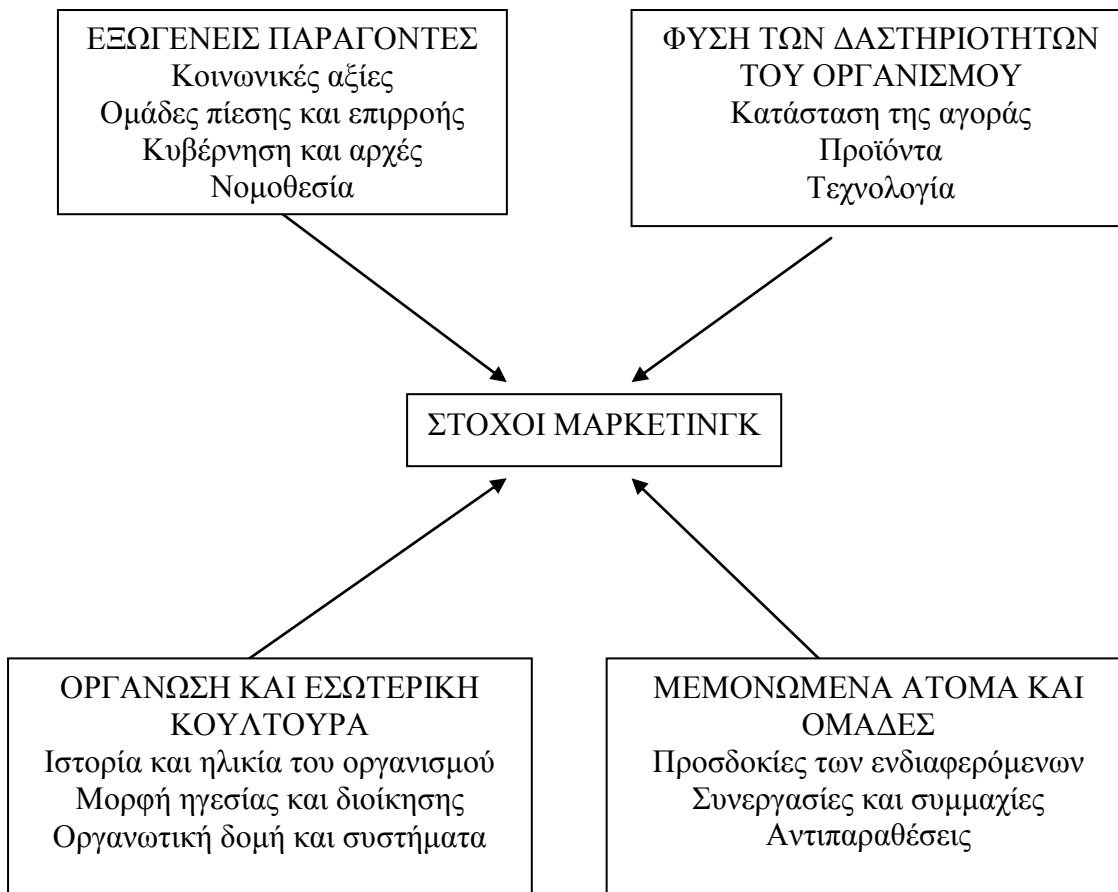 ΕΞΩΓΕΝΕΙΣ ΠΑΡΑΓΟΝΤΕΣ
Κοινωνικές αξίες
Ομάδες πίεσης και επιρροής
Κυβέρνηση και αρχές
Νομοθεσία
ΦΥΣΗ ΤΩΝ ΔΑΣΤΗΡΙΟΤΗΤΩΝ
ΤΟΥ ΟΡΓΑΝΙΣΜΟΥ
Κατάσταση της αγοράς
Προϊόντα
Τεχνολογία
ΣΤΟΧΟΙ ΜΑΡΚΕΤΙΝΓΚ
ΟΡΓΑΝΩΣΗ ΚΑΙ ΕΣΩΤΕΡΙΚΗ
ΚΟΥΛΤΟΥΡΑ
Ιστορία και ηλικία του οργανισμού
Μορφή ηγεσίας και διοίκησης
Οργανωτική δομή και συστήματα
ΜΕΜΟΝΩΜΕΝΑ ΑΤΟΜΑ ΚΑΙ
ΟΜΑΔΕΣ
Προσδοκίες των ενδιαφερόμενων
Συνεργασίες και συμμαχίες
Αντιπαραθέσεις